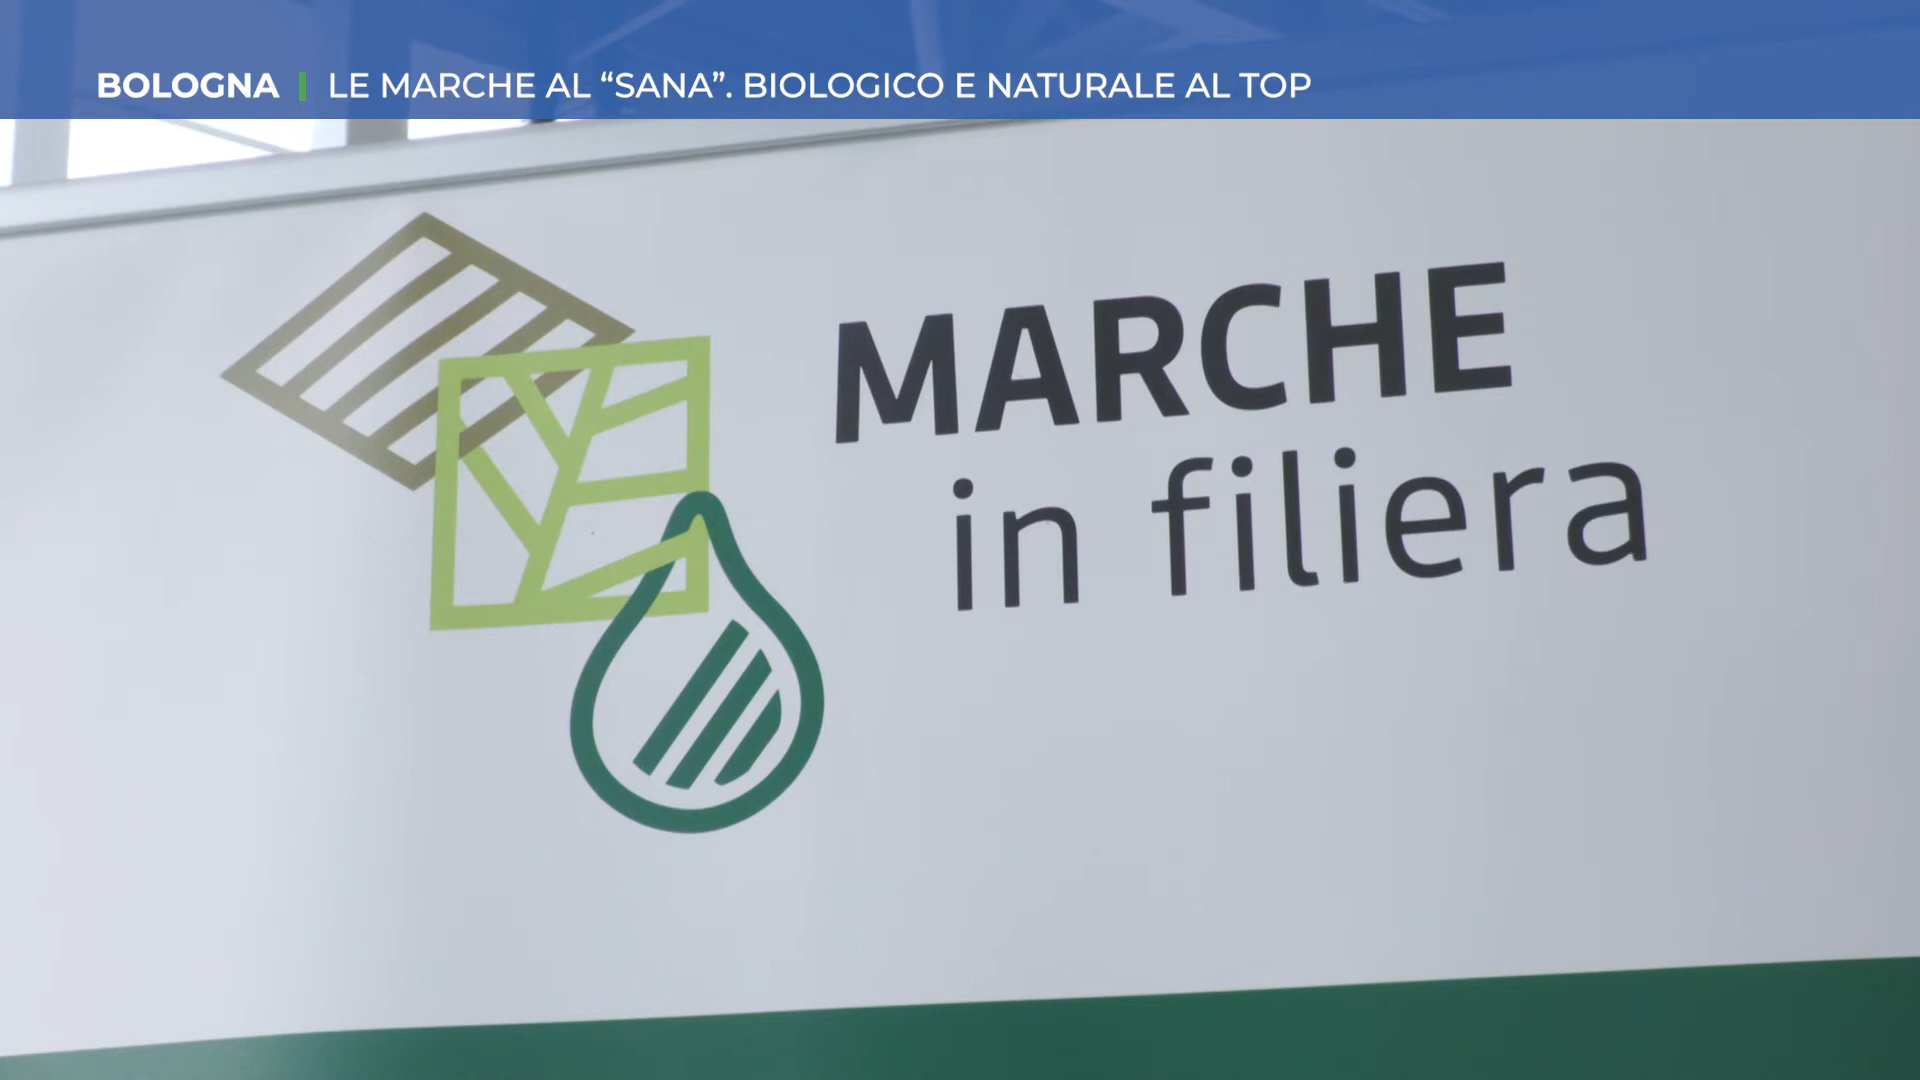 BOLOGNA | LE MARCHE AL “SANA”. BIOLOGICO E NATURALE AL TOP
MARCHE
in filiera